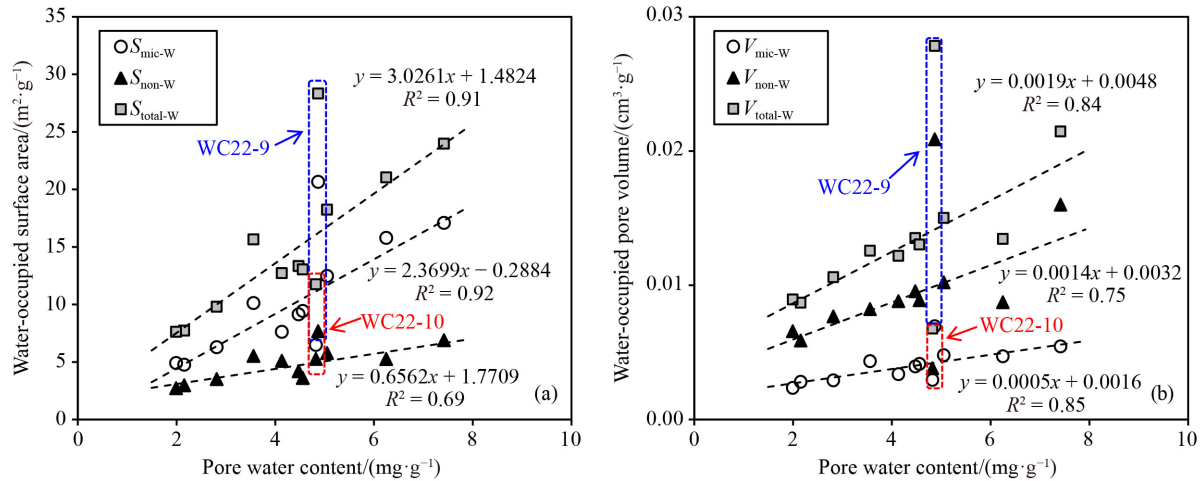 Water-occupied surface area/(m²·g⁻¹)
35
30
25
20
15
10
5
0
S_mic-W
S_non-W
S_total-W
y = 3.0261x + 1.4824
R² = 0.91
WC22-9
y = 2.3699x − 0.2884
R² = 0.92
WC22-10
y = 0.6562x + 1.7709
R² = 0.69
(a)
0 2 4 6 8 10
Pore water content/(mg·g⁻¹)
Water-occupied pore volume/(cm³·g⁻¹)
0.03
0.02
0.01
0.00
V_mic-W
V_non-W
V_total-W
y = 0.0019x + 0.0048
R² = 0.84
WC22-9
y = 0.0014x + 0.0032
R² = 0.75
WC22-10
y = 0.0005x + 0.0016
R² = 0.85
(b)
0 2 4 6 8 10
Pore water content/(mg·g⁻¹)